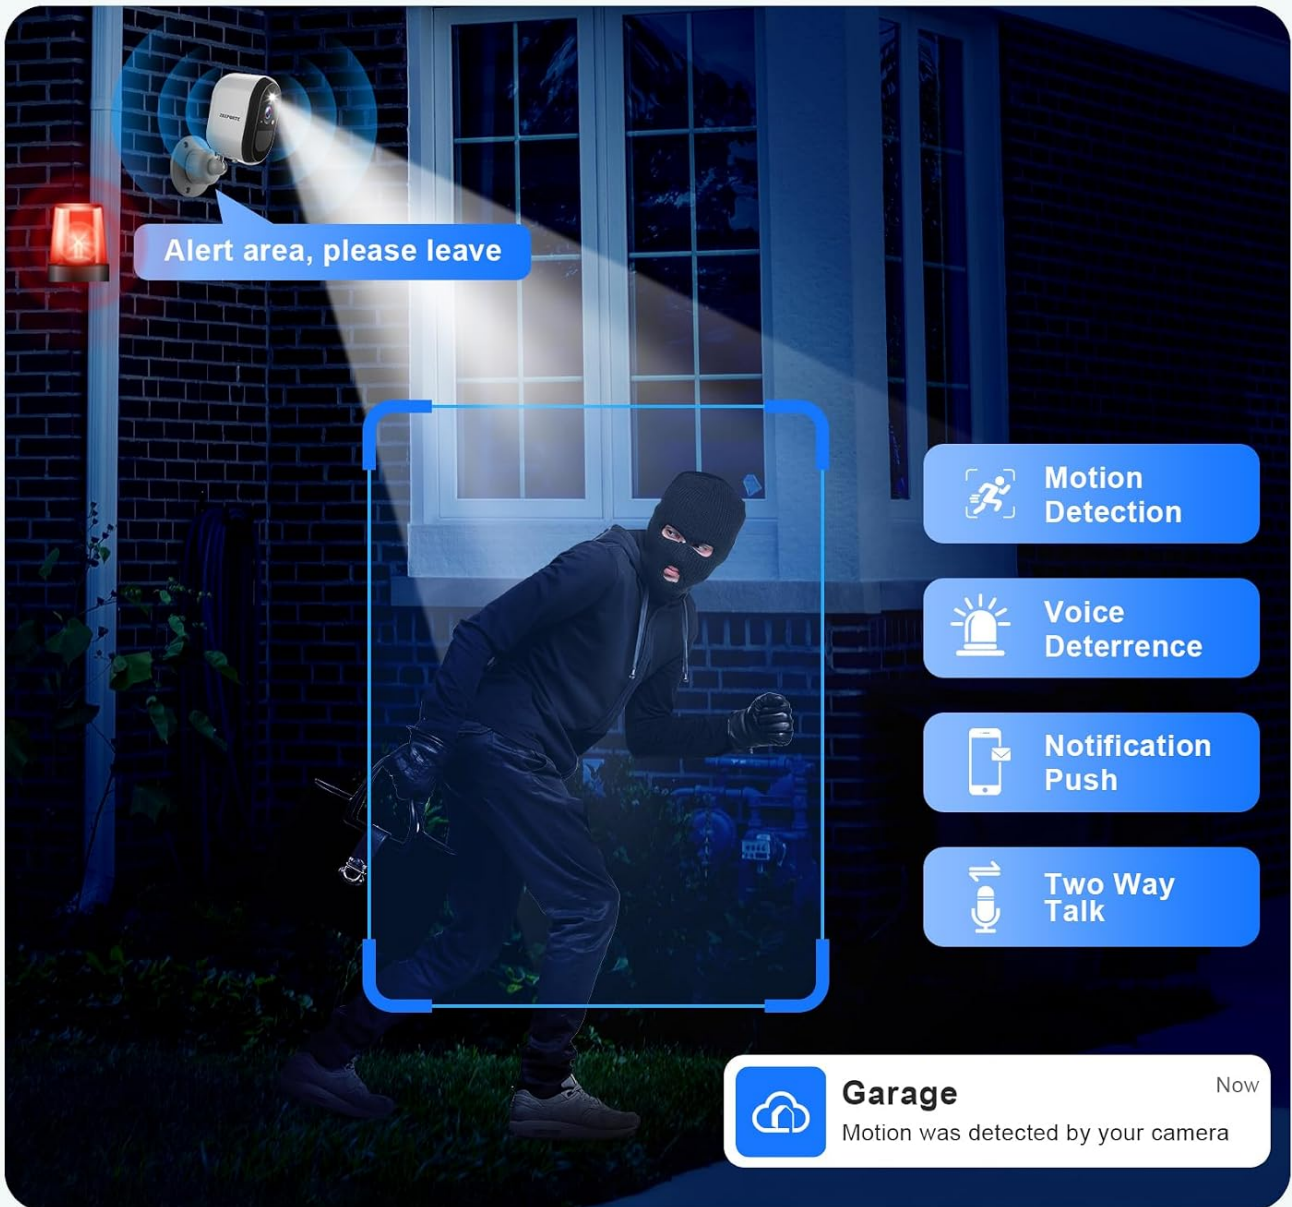 Alert area, please leave
Motion
Detection
Voice
Deterrence
Notification
Push
Two Way
Talk
Garage
Now
Motion was detected by your camera